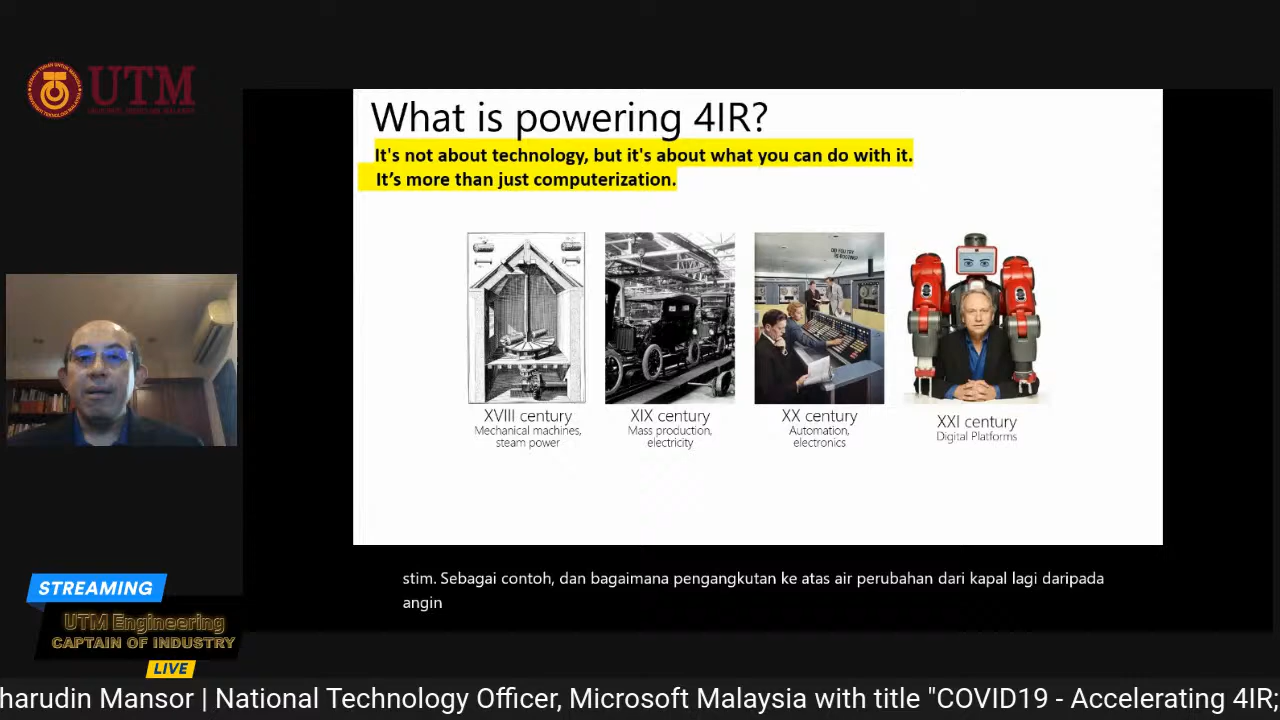 UTM
UNIVERSITI TEKNOLOGI MALAYSIA
What is powering 4IR?
It's not about technology, but it's about what you can do with it.
It’s more than just computerization.
XVIII century
Mechanical machines,
steam power
XIX century
Mass production,
electricity
XX century
Automation,
electronics
XXI century
Digital Platforms
stim. Sebagai contoh, dan bagaimana pengangkutan ke atas air perubahan dari kapal lagi daripada
angin
STREAMING
UTM Engineering
CAPTAIN OF INDUSTRY
LIVE
harudin Mansor | National Technology Officer, Microsoft Malaysia with title "COVID19 - Accelerating 4IR;